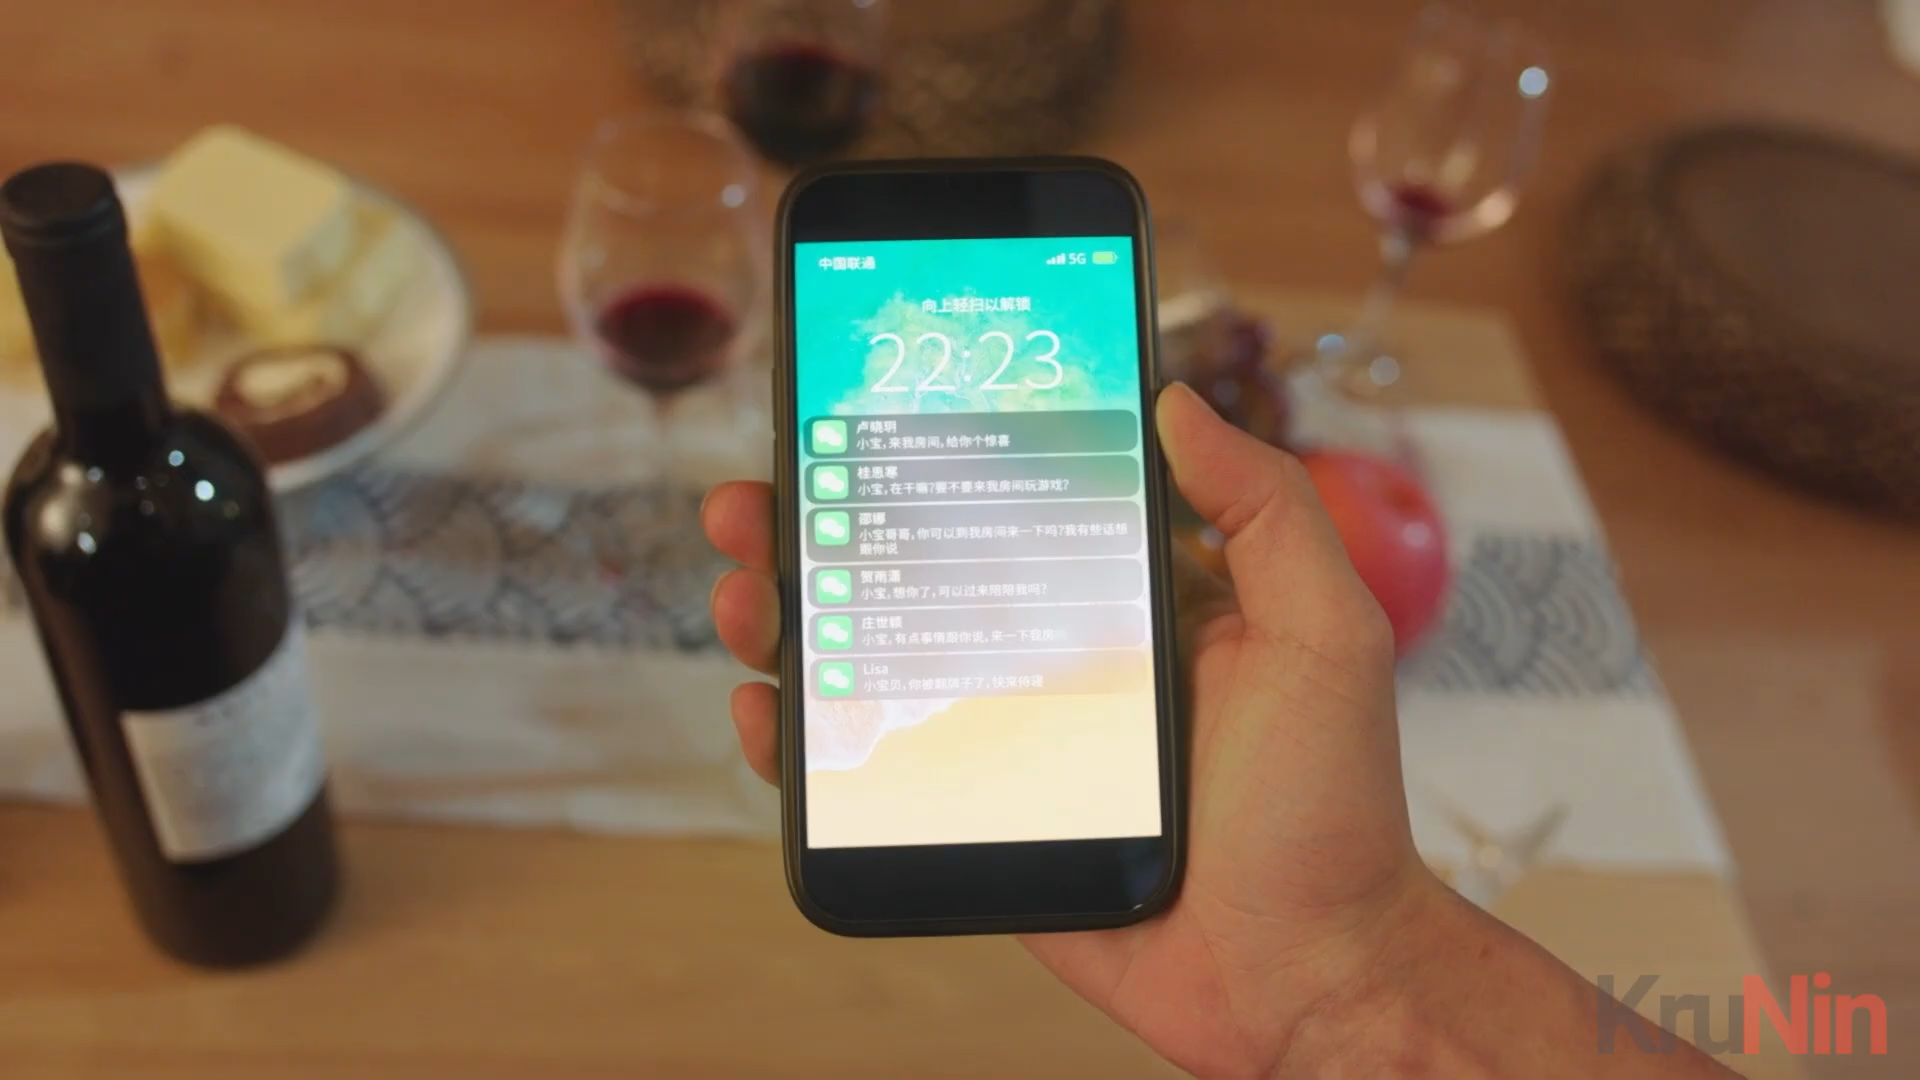 中国联通
5G
向上轻扫以解锁
22:23
卢晓玥
小宝,来我房间,给你个惊喜
桂思寒
小宝,在干嘛?要不要来我房间玩游戏?
邵娜
小宝哥哥,你可以到我房间来一下吗?我有些话想
跟你说
贺雨潇
小宝,想你了,可以过来陪陪我吗?
庄世颖
小宝,有点事情跟你说,来一下我房
Lisa
小宝贝,你被翻牌子了,快来侍寝
KruNin